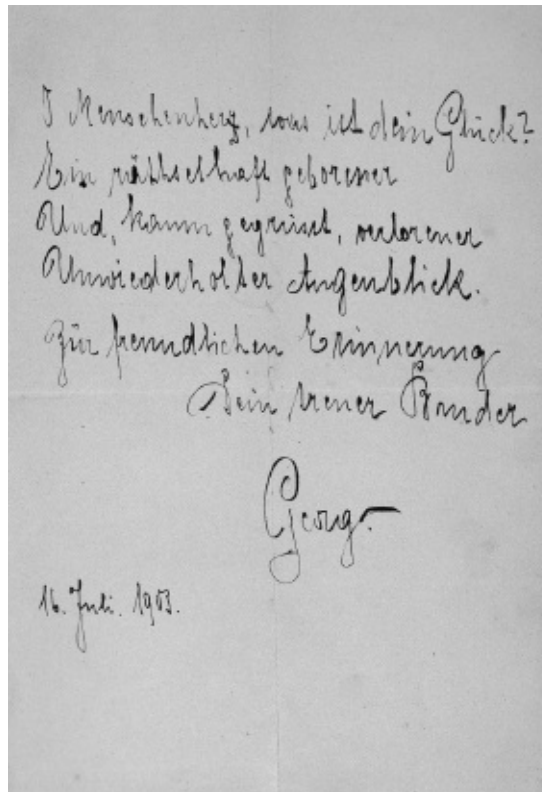 O Menschenherz, was ist dein Glück?
Ein räthselhaft geborener
Und, kaum gegrüsst, verlorener
Unwiederholter Augenblick.
Zur freundlichen Erinnerung
Dein treuer Bruder
Georg.
16. Juli. 1903.